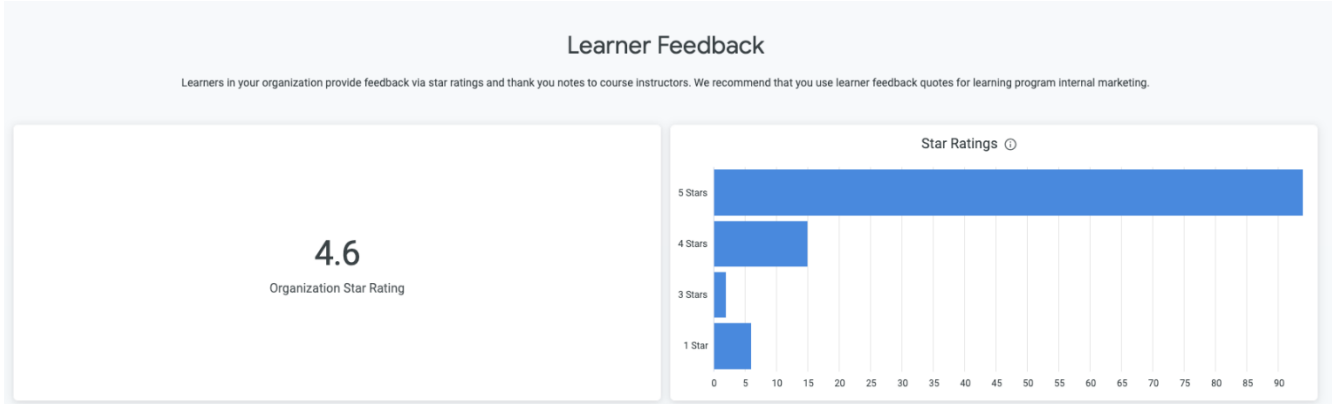 Learner Feedback
Learners in your organization provide feedback via star ratings and thank you notes to course instructors. We recommend that you use learner feedback quotes for learning program internal marketing.
4.6
Organization Star Rating
Star Ratings
5 Stars
4 Stars
3 Stars
1 Star
0 5 10 15 20 25 30 35 40 45 50 55 60 65 70 75 80 85 90